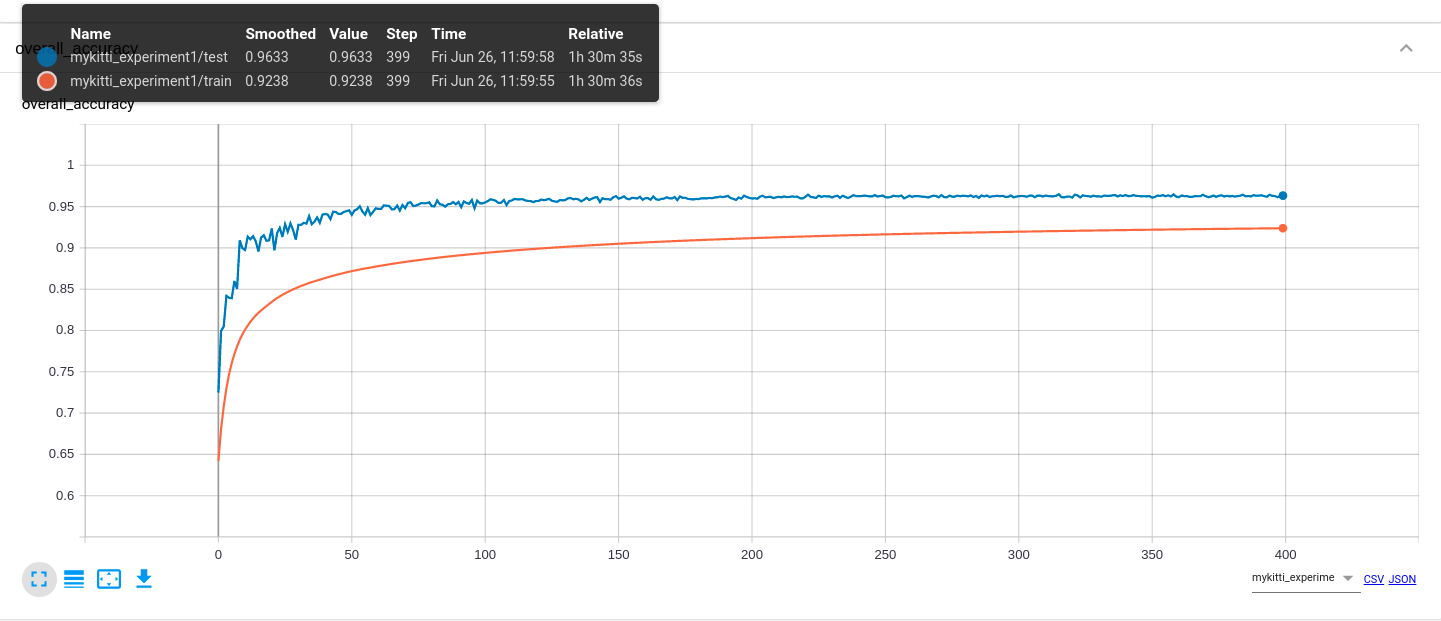 Name Smoothed Value Step Time Relative
overall_accuracy
mykitti_experiment1/test 0.9633 0.9633 399 Fri Jun 26, 11:59:58 1h 30m 35s
mykitti_experiment1/train 0.9238 0.9238 399 Fri Jun 26, 11:59:55 1h 30m 36s
overall_accuracy
1
0.95
0.9
0.85
0.8
0.75
0.7
0.65
0.6
0 50 100 150 200 250 300 350 400
mykitti_experime CSV JSON